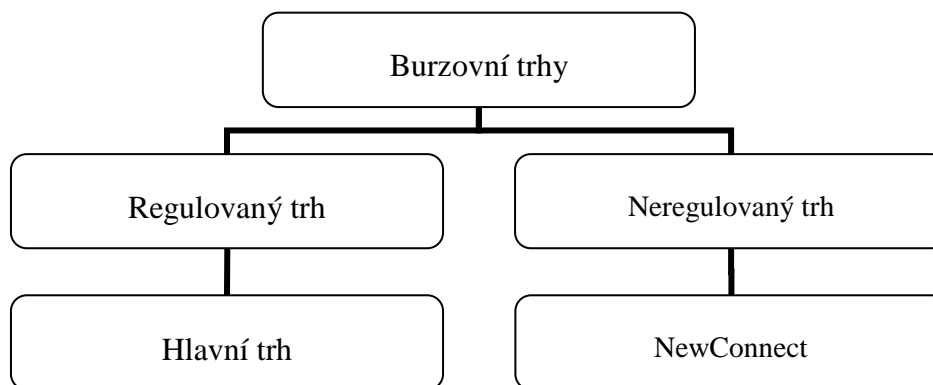 Burzovní trhy
Regulovaný trh
Neregulovaný trh
Hlavní trh
NewConnect